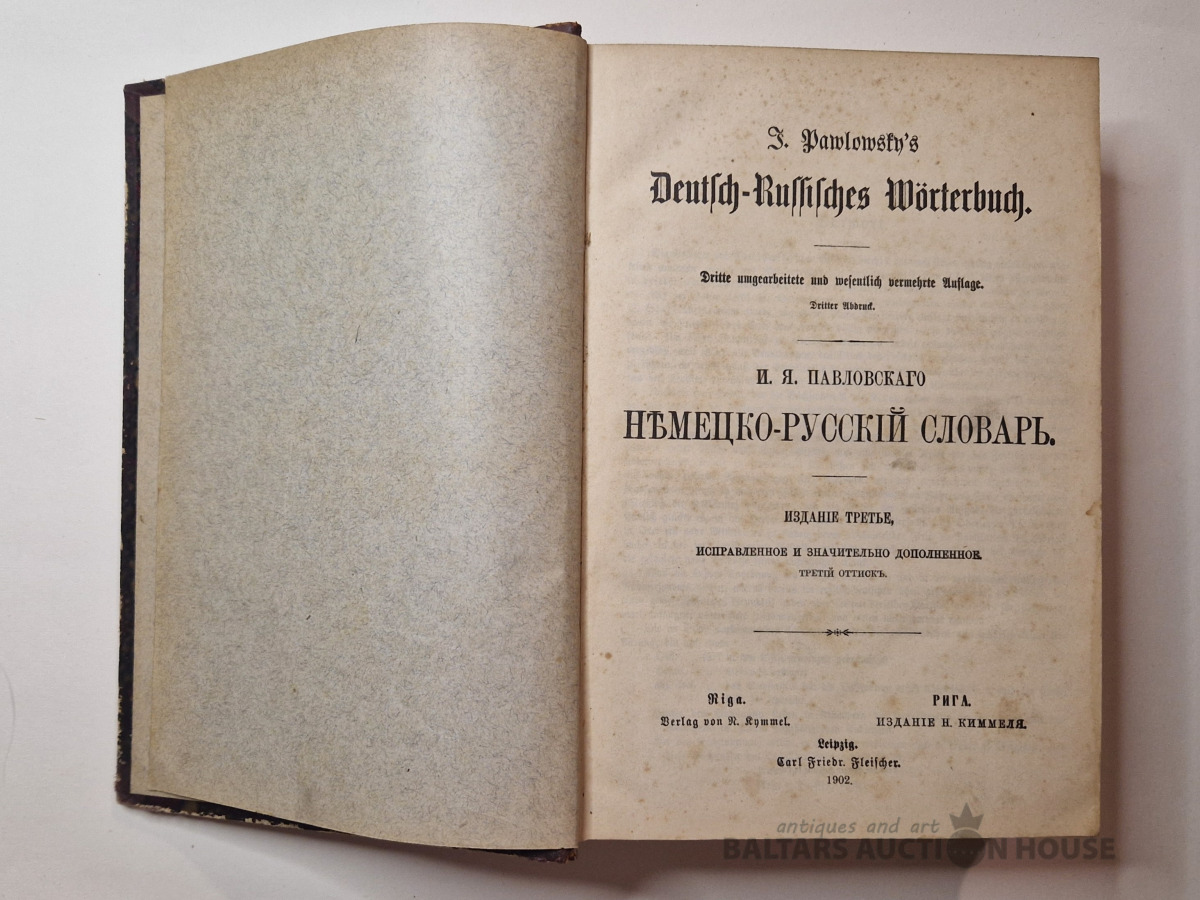 J. Pawlowsky's
Deutsch-Russisches Wörterbuch.
Dritte umgearbeitete und wesentlich vermehrte Auflage.
Dritter Abdruck.
И. Я. ПАВЛОВСКАГО
НѢМЕЦКО-РУССКІЙ СЛОВАРЬ.
ИЗДАНІЕ ТРЕТЬЕ,
ИСПРАВЛЕННОЕ И ЗНАЧИТЕЛЬНО ДОПОЛНЕННОЕ.
ТРЕТІЙ ОТТИСКЪ.
Riga.
Verlag von N. Kymmel.
РИГА.
ИЗДАНІЕ Н. КИММЕЛЯ.
Leipzig.
Carl Friedr. Fleischer.
1902.
antiques and art
BALTARS AUCTION HOUSE